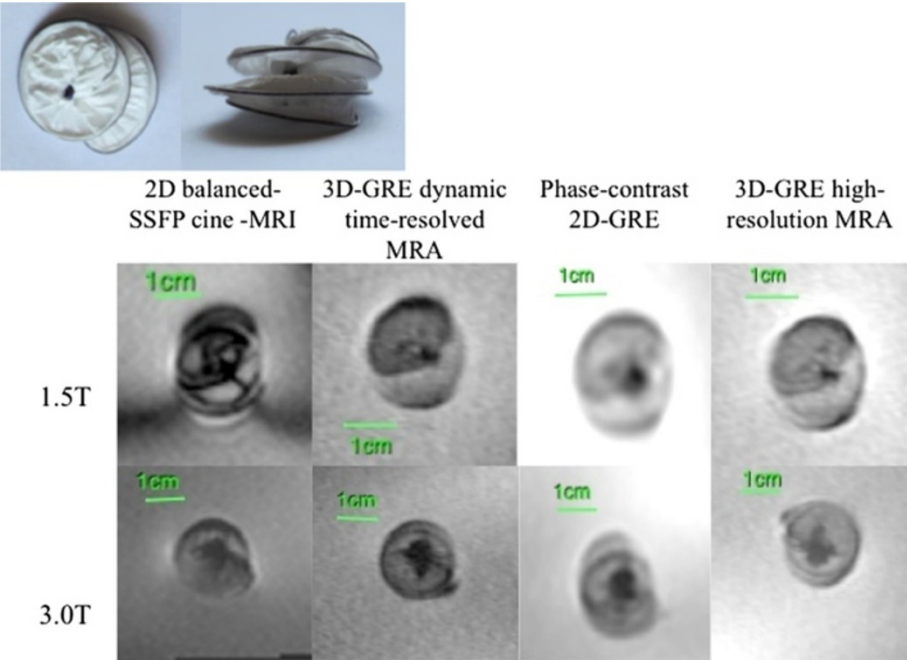 2D balanced-
SSFP cine -MRI
3D-GRE dynamic
time-resolved
MRA
Phase-contrast
2D-GRE
3D-GRE high-
resolution MRA
1.5T
1cm
1cm
1cm
1cm
3.0T
1cm
1cm
1cm
1cm